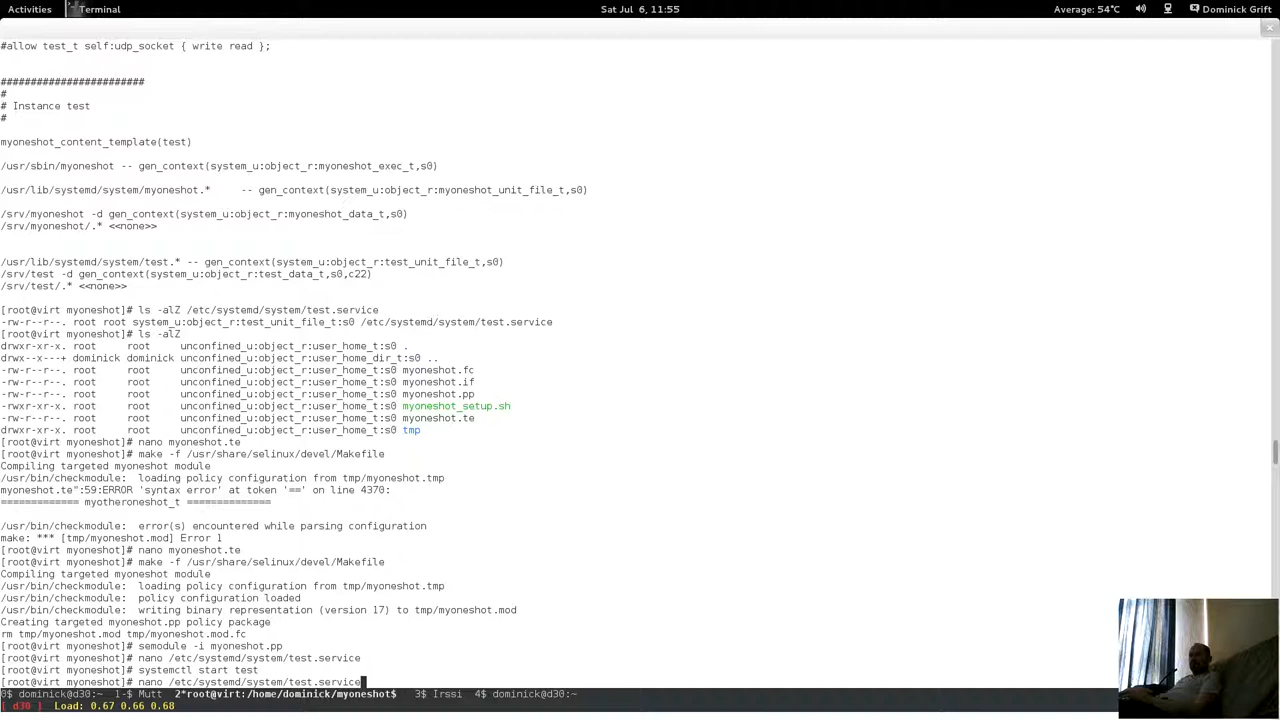 Activities Terminal Sat Jul 6, 11:55 Average: 54°C Dominick Grift
#allow test_t self:udp_socket { write read };
########################
#
# Instance test
#
myoneshot_content_template(test)
/usr/sbin/myoneshot -- gen_context(system_u:object_r:myoneshot_exec_t,s0)
/usr/lib/systemd/system/myoneshot.* -- gen_context(system_u:object_r:myoneshot_unit_file_t,s0)
/srv/myoneshot -d gen_context(system_u:object_r:myoneshot_data_t,s0)
/srv/myoneshot/.* <<none>>
/usr/lib/systemd/system/test.* -- gen_context(system_u:object_r:test_unit_file_t,s0)
/srv/test -d gen_context(system_u:object_r:test_data_t,s0,c22)
/srv/test/.* <<none>>
[root@virt myoneshot]# ls -alZ /etc/systemd/system/test.service
-rw-r--r--. root root system_u:object_r:test_unit_file_t:s0 /etc/systemd/system/test.service
[root@virt myoneshot]# ls -alZ
drwxr-xr-x. root root unconfined_u:object_r:user_home_t:s0 .
drwx--x---+ dominick dominick unconfined_u:object_r:user_home_dir_t:s0 ..
-rw-r--r--. root root unconfined_u:object_r:user_home_t:s0 myoneshot.fc
-rw-r--r--. root root unconfined_u:object_r:user_home_t:s0 myoneshot.if
-rw-r--r--. root root unconfined_u:object_r:user_home_t:s0 myoneshot.pp
-rwxr-xr-x. root root unconfined_u:object_r:user_home_t:s0 myoneshot_setup.sh
-rw-r--r--. root root unconfined_u:object_r:user_home_t:s0 myoneshot.te
drwxr-xr-x. root root unconfined_u:object_r:user_home_t:s0 tmp
[root@virt myoneshot]# nano myoneshot.te
[root@virt myoneshot]# make -f /usr/share/selinux/devel/Makefile
Compiling targeted myoneshot module
/usr/bin/checkmodule: loading policy configuration from tmp/myoneshot.tmp
myoneshot.te":59:ERROR 'syntax error' at token '==' on line 4370:
============= myotheroneshot_t ==============
/usr/bin/checkmodule: error(s) encountered while parsing configuration
make: *** [tmp/myoneshot.mod] Error 1
[root@virt myoneshot]# nano myoneshot.te
[root@virt myoneshot]# make -f /usr/share/selinux/devel/Makefile
Compiling targeted myoneshot module
/usr/bin/checkmodule: loading policy configuration from tmp/myoneshot.tmp
/usr/bin/checkmodule: policy configuration loaded
/usr/bin/checkmodule: writing binary representation (version 17) to tmp/myoneshot.mod
Creating targeted myoneshot.pp policy package
rm tmp/myoneshot.mod tmp/myoneshot.mod.fc
[root@virt myoneshot]# semodule -i myoneshot.pp
[root@virt myoneshot]# nano /etc/systemd/system/test.service
[root@virt myoneshot]# systemctl start test
[root@virt myoneshot]# nano /etc/systemd/system/test.service
0$ dominick@d30:~ 1-$ Mutt 2*root@virt:/home/dominick/myoneshot$ 3$ Irssi 4$ dominick@d30:~
[ d30 ] Load: 0.67 0.66 0.68